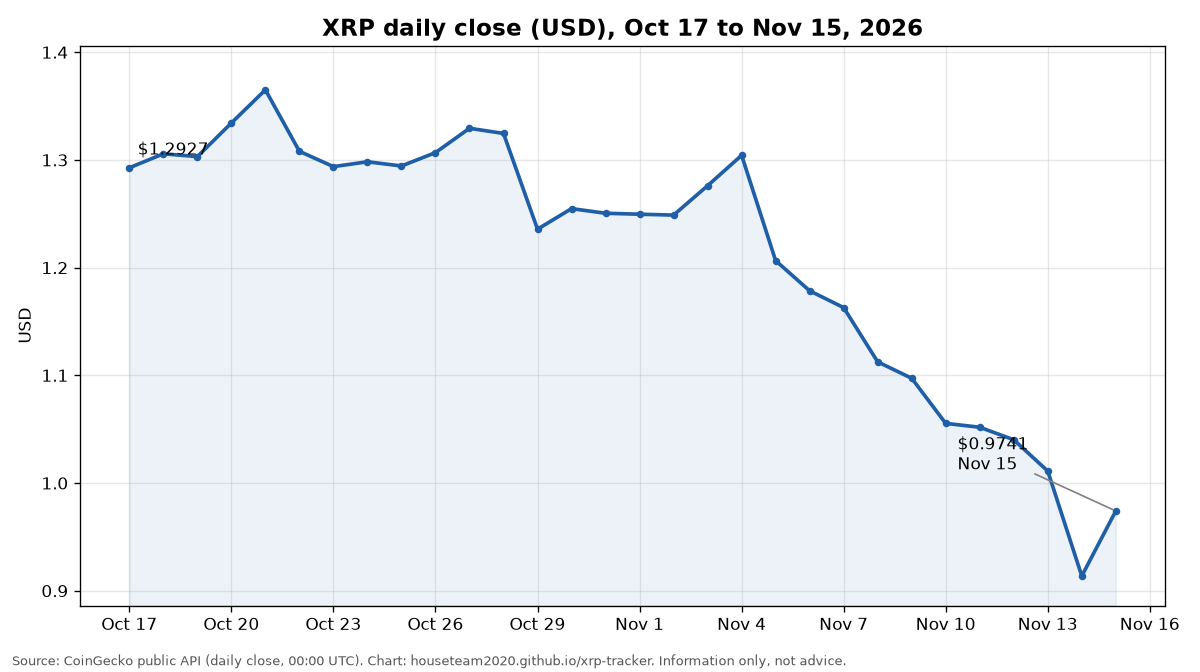 XRP daily close (USD), Oct 17 to Nov 15, 2026
1.4
1.3
1.2
1.1
1.0
0.9
USD
$1.2927
$0.9741
Nov 15
Oct 17 Oct 20 Oct 23 Oct 26 Oct 29 Nov 1 Nov 4 Nov 7 Nov 10 Nov 13 Nov 16
Source: CoinGecko public API (daily close, 00:00 UTC). Chart: houseteam2020.github.io/xrp-tracker. Information only, not advice.